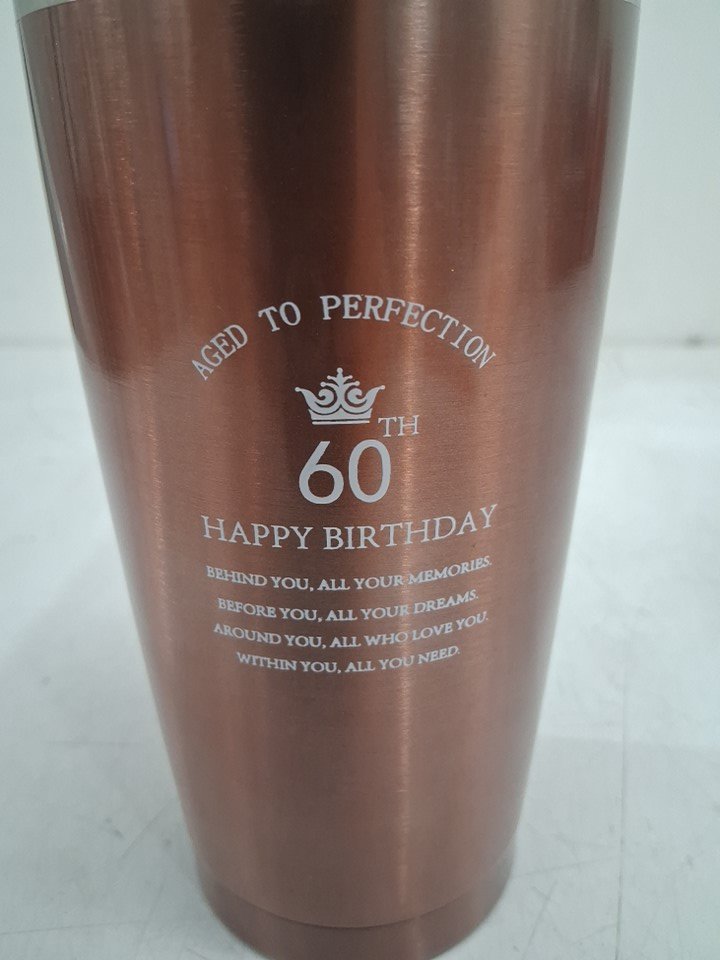 AGED TO PERFECTION
60TH
HAPPY BIRTHDAY
BEHIND YOU, ALL YOUR MEMORIES.
BEFORE YOU, ALL YOUR DREAMS.
AROUND YOU, ALL WHO LOVE YOU.
WITHIN YOU, ALL YOU NEED.